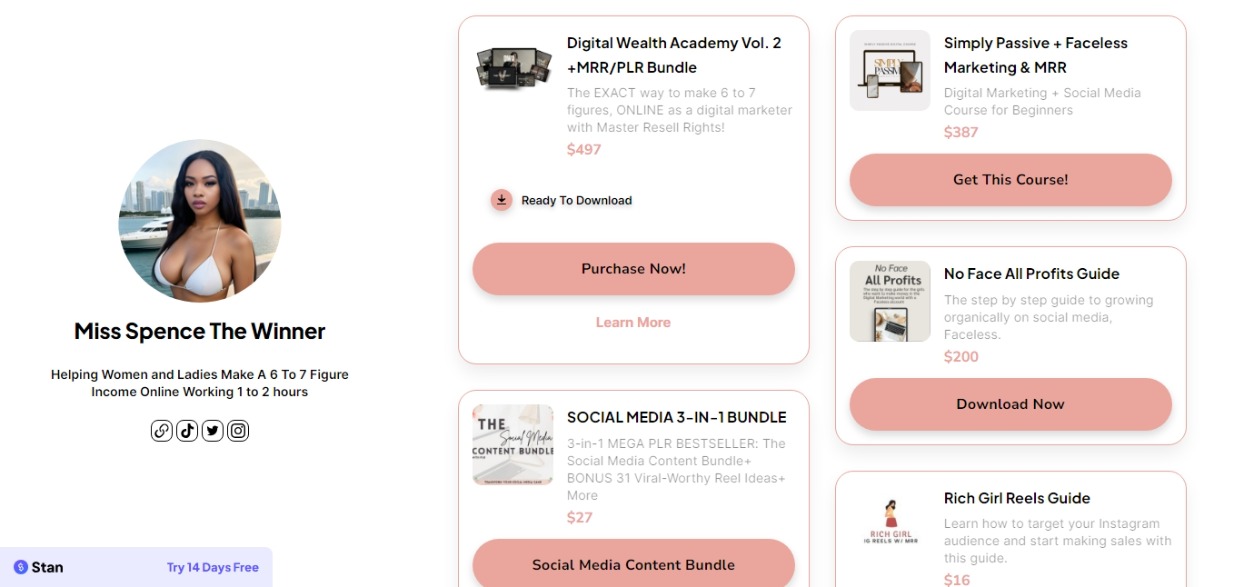 Miss Spence The Winner
Helping Women and Ladies Make A 6 To 7 Figure
Income Online Working 1 to 2 hours
Stan
Try 14 Days Free
Digital Wealth Academy Vol. 2
+MRR/PLR Bundle
The EXACT way to make 6 to 7
figures, ONLINE as a digital marketer
with Master Resell Rights!
$497
Ready To Download
Purchase Now!
Learn More
THE
Social Media
CONTENT BUNDLE
SOCIAL MEDIA 3-IN-1 BUNDLE
3-in-1 MEGA PLR BESTSELLER: The
Social Media Content Bundle+
BONUS 31 Viral-Worthy Reel Ideas+
More
$27
Social Media Content Bundle
SIMPLY
PASSIVE
Simply Passive + Faceless
Marketing & MRR
Digital Marketing + Social Media
Course for Beginners
$387
Get This Course!
No Face
All Profits
No Face All Profits Guide
The step by step guide to growing
organically on social media,
Faceless.
$200
Download Now
RICH GIRL
IG REELS W/ MRR
Rich Girl Reels Guide
Learn how to target your Instagram
audience and start making sales with
this guide.
$16